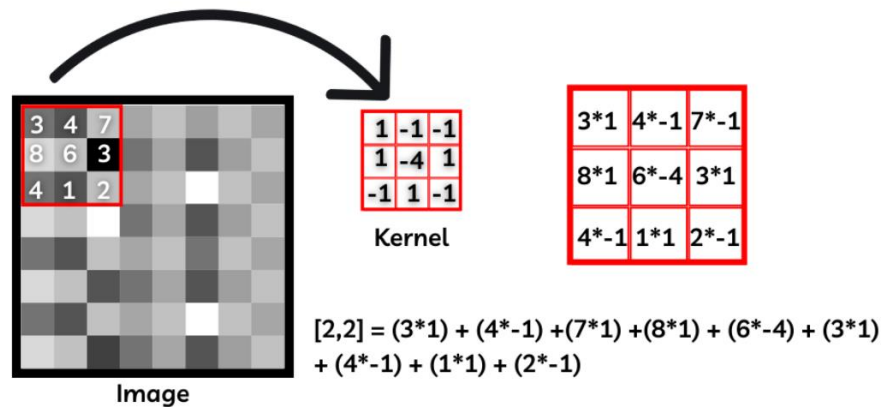 3 4 7
8 6 3
4 1 2
Image
1 -1 -1
1 -4 1
-1 1 -1
Kernel
3*1 4*-1 7*-1
8*1 6*-4 3*1
4*-1 1*1 2*-1
[2,2] = (3*1) + (4*-1) +(7*1) +(8*1) + (6*-4) + (3*1)
+ (4*-1) + (1*1) + (2*-1)